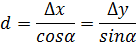 d = Δx/cosα = Δy/sinα